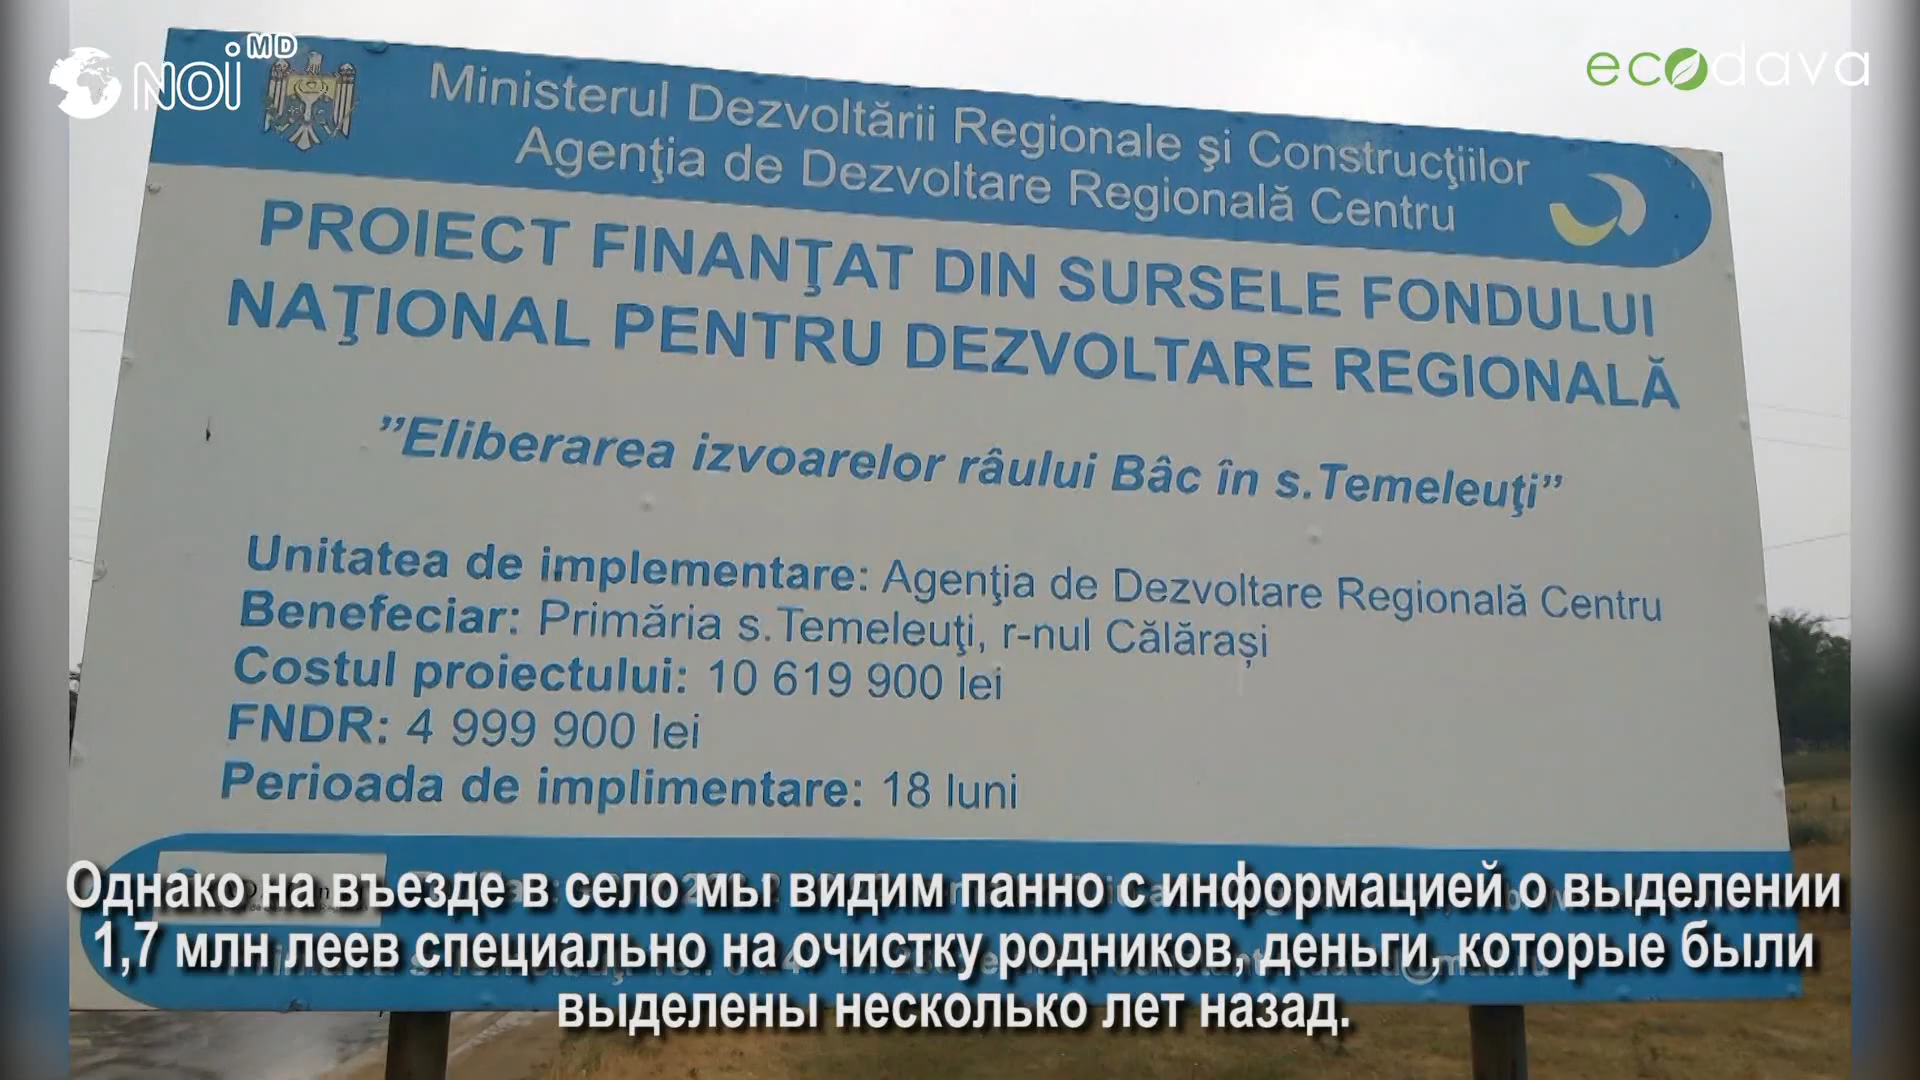 NOI MD
ecodava
Ministerul Dezvoltării Regionale şi Construcţiilor
Agenţia de Dezvoltare Regională Centru
PROIECT FINANŢAT DIN SURSELE FONDULUI
NAŢIONAL PENTRU DEZVOLTARE REGIONALĂ
”Eliberarea izvoarelor râului Bâc în s.Temeleuţi”
Unitatea de implementare: Agenţia de Dezvoltare Regională Centru
Benefeciar: Primăria s.Temeleuţi, r-nul Călărași
Costul proiectului: 10 619 900 lei
FNDR: 4 999 900 lei
Perioada de implimentare: 18 luni
Однако на въезде в село мы видим панно с информацией о выделении
1,7 млн леев специально на очистку родников, деньги, которые были
выделены несколько лет назад.